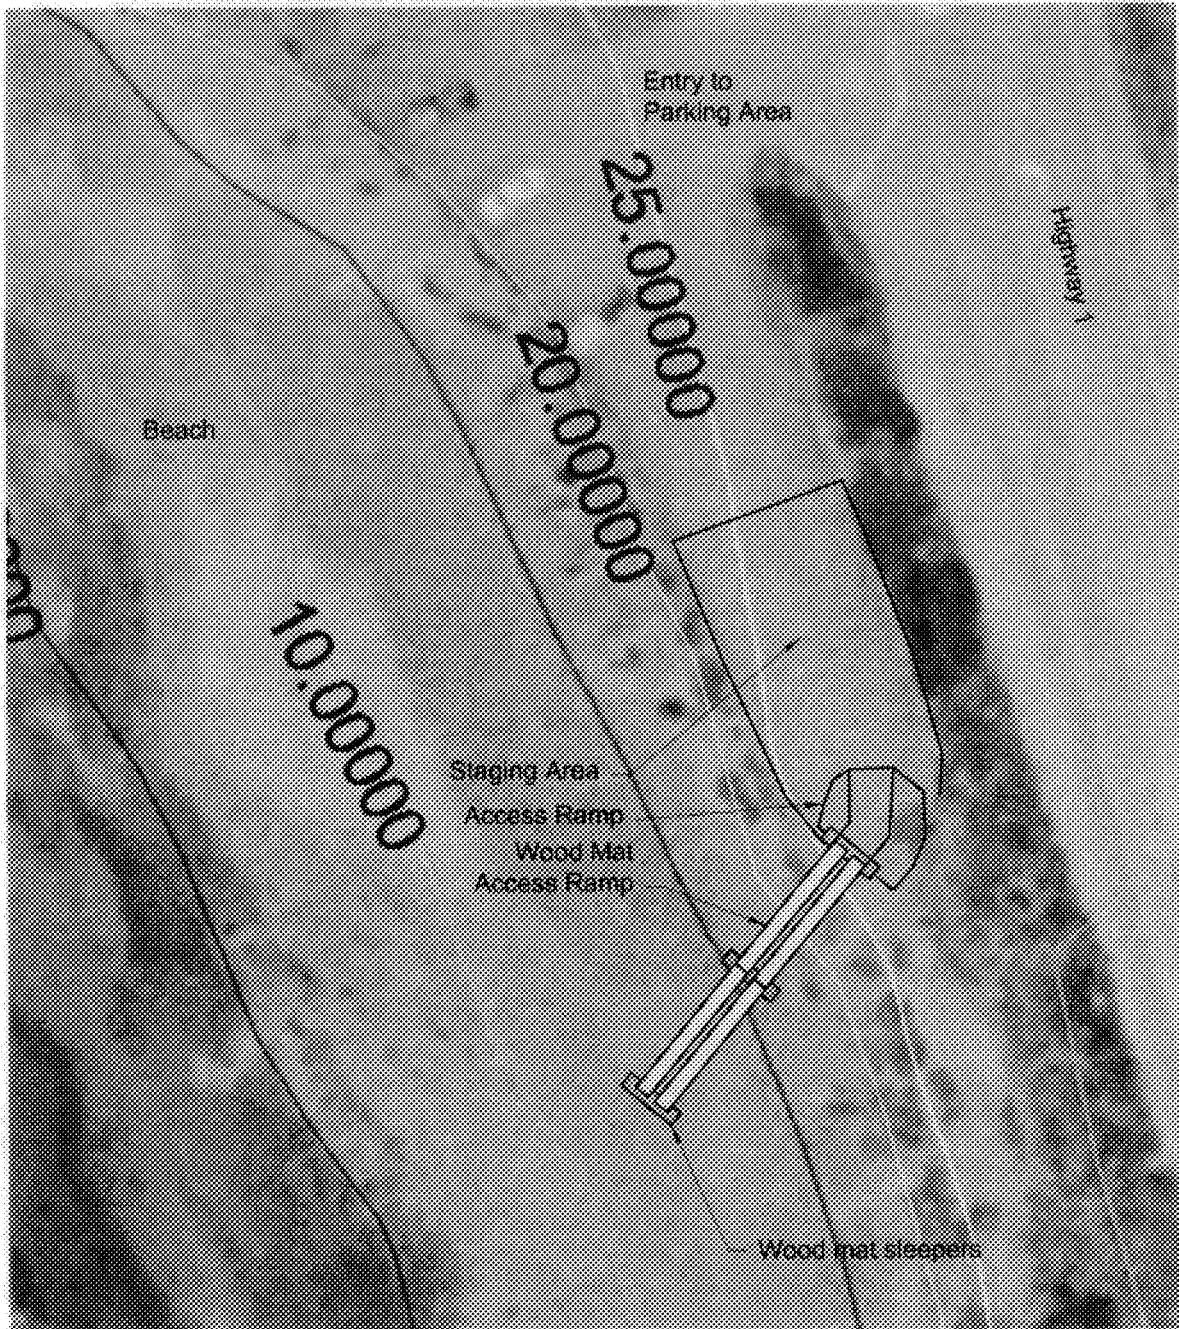 Entry to
Parking Area
25.00000
Highway 1
20.00000
Beach
10.00000
Staging Area
Access Ramp
Wood Mat
Access Ramp
Wood mat sleepers